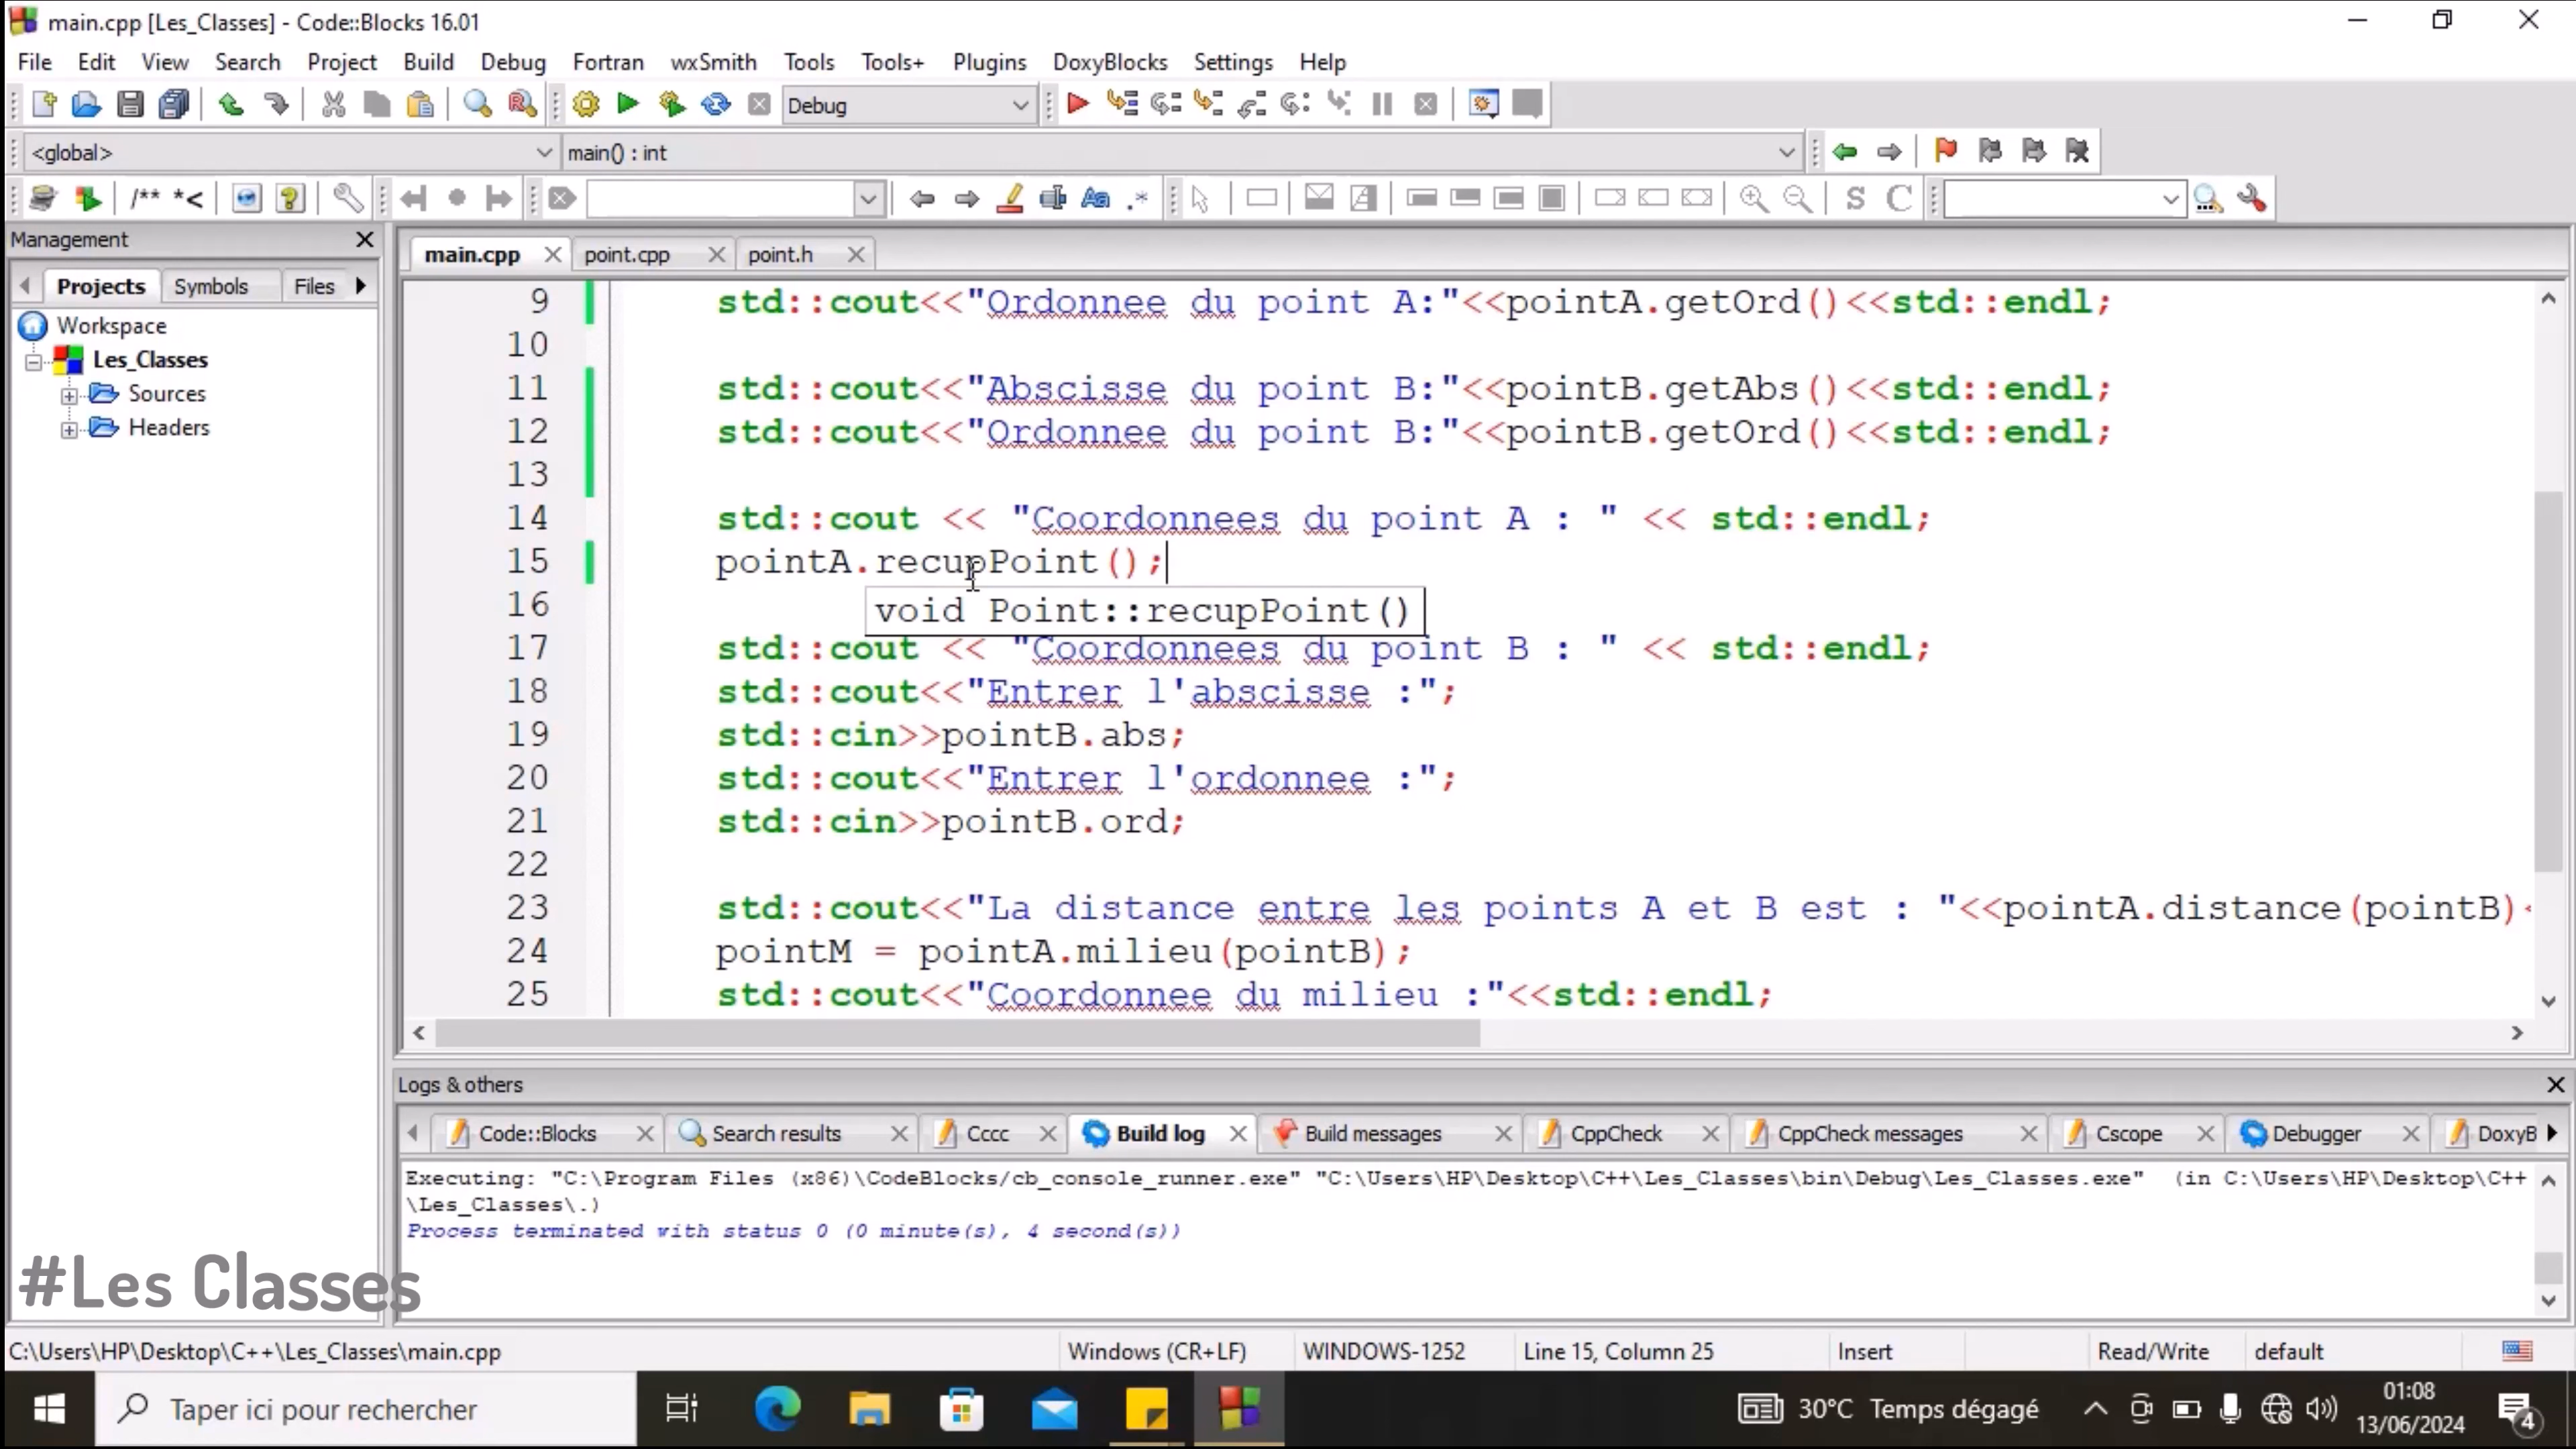 main.cpp [Les_Classes] - Code::Blocks 16.01
File Edit View Search Project Build Debug Fortran wxSmith Tools Tools+ Plugins DoxyBlocks Settings Help
Debug
<global> main() : int
/** *< Aa .* S C
Management
main.cpp point.cpp point.h
Projects Symbols Files
Workspace
Les_Classes
Sources
Headers
9 std::cout<<"Ordonnee du point A:"<<pointA.getOrd()<<std::endl;
10
11 std::cout<<"Abscisse du point B:"<<pointB.getAbs()<<std::endl;
12 std::cout<<"Ordonnee du point B:"<<pointB.getOrd()<<std::endl;
13
14 std::cout << "Coordonnees du point A : " << std::endl;
15 pointA.recupPoint();
16 void Point::recupPoint()
17 std::cout << "Coordonnees du point B : " << std::endl;
18 std::cout<<"Entrer l'abscisse :";
19 std::cin>>pointB.abs;
20 std::cout<<"Entrer l'ordonnee :";
21 std::cin>>pointB.ord;
22
23 std::cout<<"La distance entre les points A et B est : "<<pointA.distance(pointB)<
24 pointM = pointA.milieu(pointB);
25 std::cout<<"Coordonnee du milieu :"<<std::endl;
Logs & others
Code::Blocks Search results Cccc Build log Build messages CppCheck CppCheck messages Cscope Debugger DoxyB
Executing: "C:\Program Files (x86)\CodeBlocks/cb_console_runner.exe" "C:\Users\HP\Desktop\C++\Les_Classes\bin\Debug\Les_Classes.exe" (in C:\Users\HP\Desktop\C++
\Les_Classes\.)
Process terminated with status 0 (0 minute(s), 4 second(s))
#Les Classes
C:\Users\HP\Desktop\C++\Les_Classes\main.cpp Windows (CR+LF) WINDOWS-1252 Line 15, Column 25 Insert Read/Write default
Taper ici pour rechercher 30°C Temps dégagé 01:08
13/06/2024 4